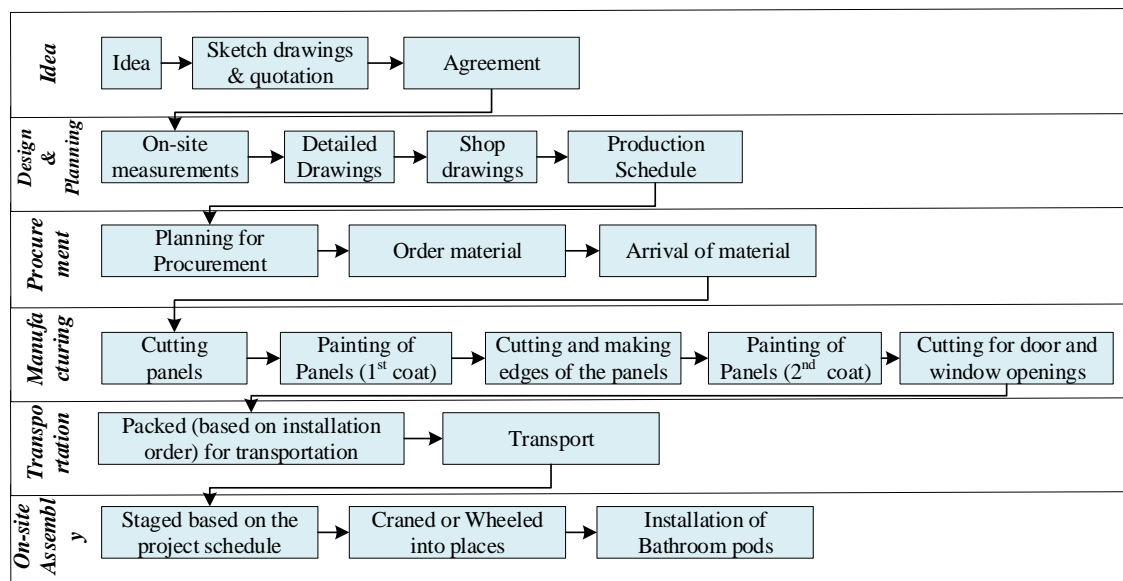 Idea
Idea
Sketch drawings
& quotation
Agreement
Design
&
Planning
On-site
measurements
Detailed
Drawings
Shop
drawings
Production
Schedule
Procure
ment
Planning for
Procurement
Order material
Arrival of material
Manufa
cturing
Cutting
panels
Painting of
Panels (1st coat)
Cutting and making
edges of the panels
Painting of
Panels (2nd coat)
Cutting for door and
window openings
Transpo
rtation
Packed (based on installation
order) for transportation
Transport
On-site
Assembl
y
Staged based on the
project schedule
Craned or Wheeled
into places
Installation of
Bathroom pods